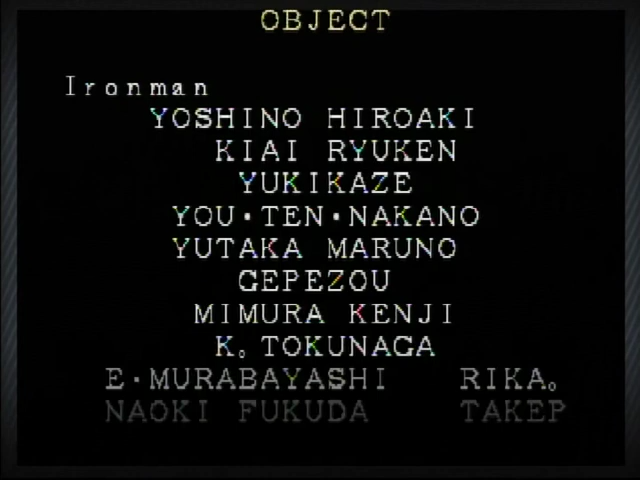 OBJECT
Ironman
YOSHINO HIROAKI
KIAI RYUKEN
YUKIKAZE
YOU・TEN・NAKANO
YUTAKA MARUNO
GEPEZOU
MIMURA KENJI
K。TOKUNAGA
E・MURABAYASHI RIKA。
NAOKI FUKUDA TAKEP